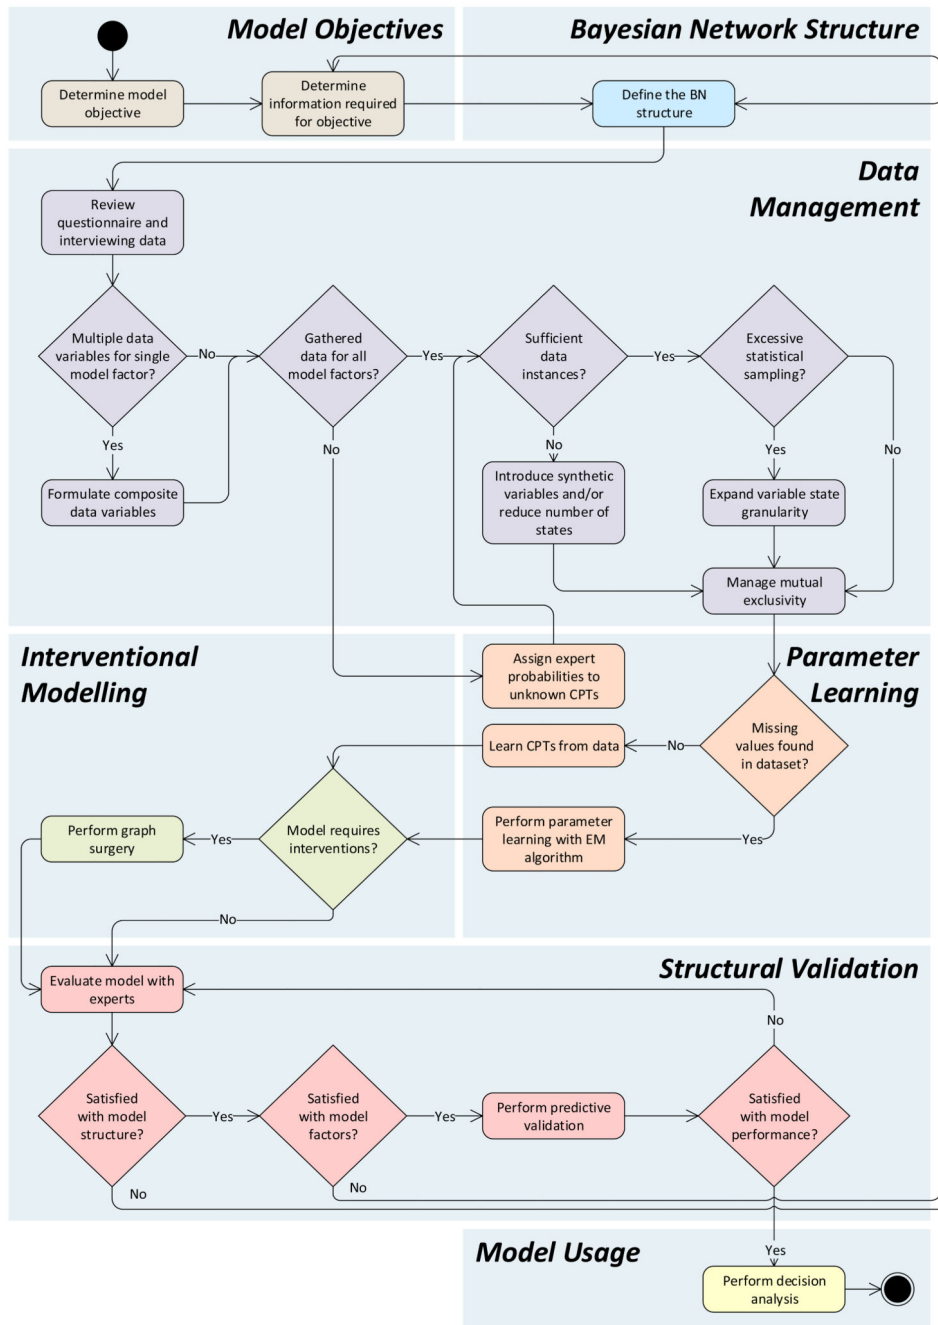 Model Objectives
Bayesian Network Structure
Determine model
objective
Determine
information required
for objective
Define the BN
structure
Data
Management
Review
questionnaire and
interviewing data
Multiple data
variables for single
model factor?
No
Gathered
data for all
model factors?
Yes
Sufficient
data
instances?
Yes
Excessive
statistical
sampling?
Yes
No
No
Yes
No
Formulate composite
data variables
Introduce synthetic
variables and/or
reduce number of
states
Expand variable state
granularity
Manage mutual
exclusivity
Interventional
Modelling
Parameter
Learning
Assign expert
probabilities to
unknown CPTs
Missing
values found
in dataset?
No
Learn CPTs from data
Yes
Perform parameter
learning with EM
algorithm
Model requires
interventions?
Yes
Perform graph
surgery
No
Structural Validation
Evaluate model with
experts
No
Satisfied
with model
structure?
Yes
Satisfied
with model
factors?
Yes
Perform predictive
validation
Satisfied
with model
performance?
No
No
Model Usage
Yes
Perform decision
analysis